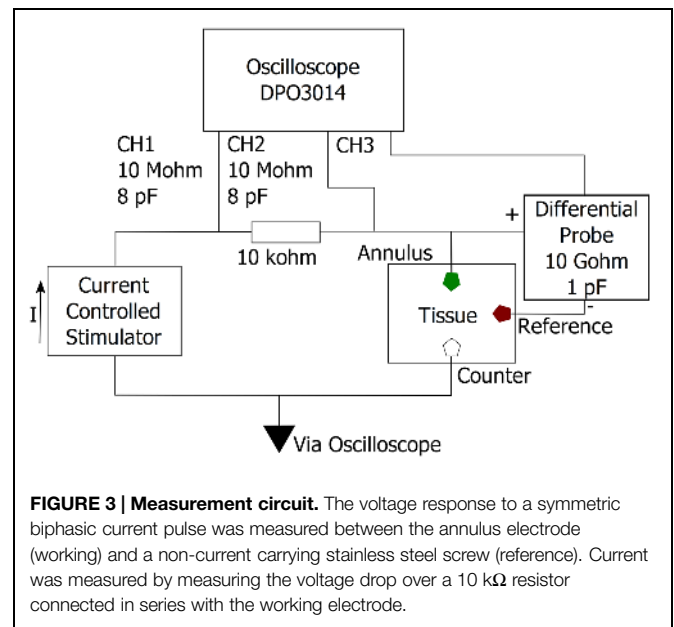 Oscilloscope
DPO3014
CH1
10 Mohm
8 pF
CH2
10 Mohm
8 pF
CH3
10 kohm
Annulus
+
Differential
Probe
10 Gohm
1 pF
-
I
Current
Controlled
Stimulator
Tissue
Reference
Counter
Via Oscilloscope
FIGURE 3 | Measurement circuit. The voltage response to a symmetric
biphasic current pulse was measured between the annulus electrode
(working) and a non-current carrying stainless steel screw (reference). Current
was measured by measuring the voltage drop over a 10 kΩ resistor
connected in series with the working electrode.